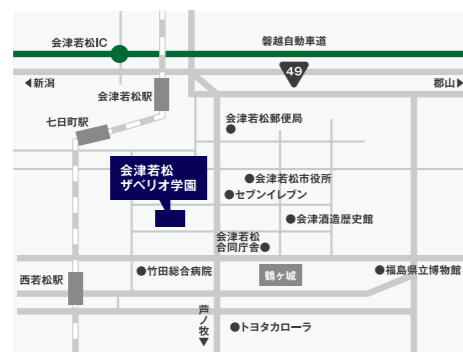 会津若松IC
磐越自動車道
49
◀新潟
郡山▶
会津若松駅
七日町駅
会津若松郵便局
会津若松
ザベリオ学園
●会津若松市役所
●セブンイレブン
●会津酒造歴史館
会津若松
合同庁舎●
西若松駅
●竹田総合病院
鶴ヶ城
●福島県立博物館
芦ノ牧▼
●トヨタカローラ